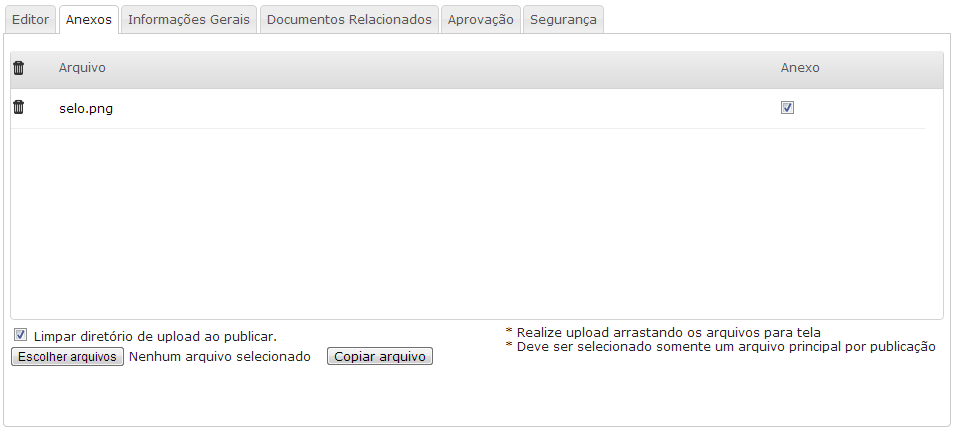 Editor Anexos Informações Gerais Documentos Relacionados Aprovação Segurança
Arquivo Anexo
selo.png
Limpar diretório de upload ao publicar.
* Realize upload arrastando os arquivos para tela
* Deve ser selecionado somente um arquivo principal por publicação
Escolher arquivos Nenhum arquivo selecionado Copiar arquivo